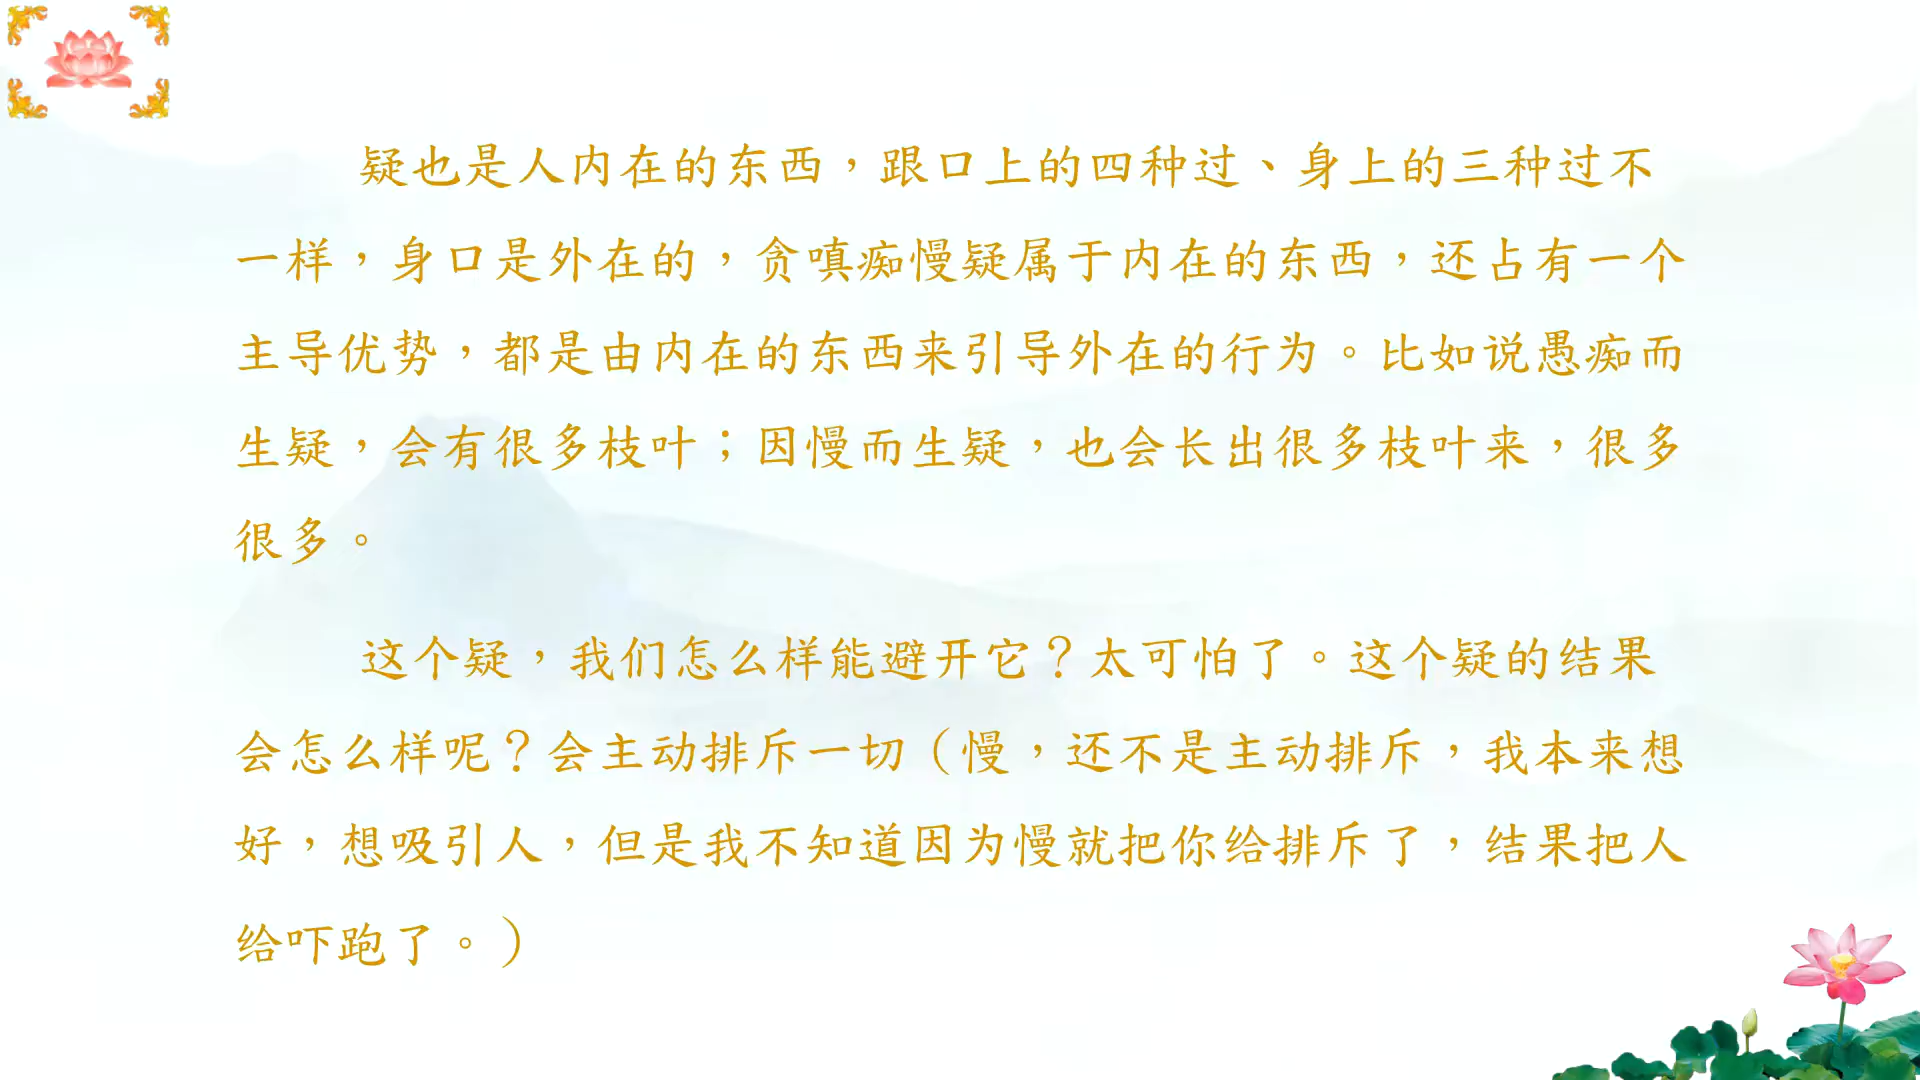 疑也是人内在的东西，跟口上的四种过、身上的三种过不
一样，身口是外在的，贪嗔痴慢疑属于内在的东西，还占有一个
主导优势，都是由内在的东西来引导外在的行为。比如说愚痴而
生疑，会有很多枝叶；因慢而生疑，也会长出很多枝叶来，很多
很多。
这个疑，我们怎么样能避开它？太可怕了。这个疑的结果
会怎么样呢？会主动排斥一切（慢，还不是主动排斥，我本来想
好，想吸引人，但是我不知道因为慢就把你给排斥了，结果把人
给吓跑了。）